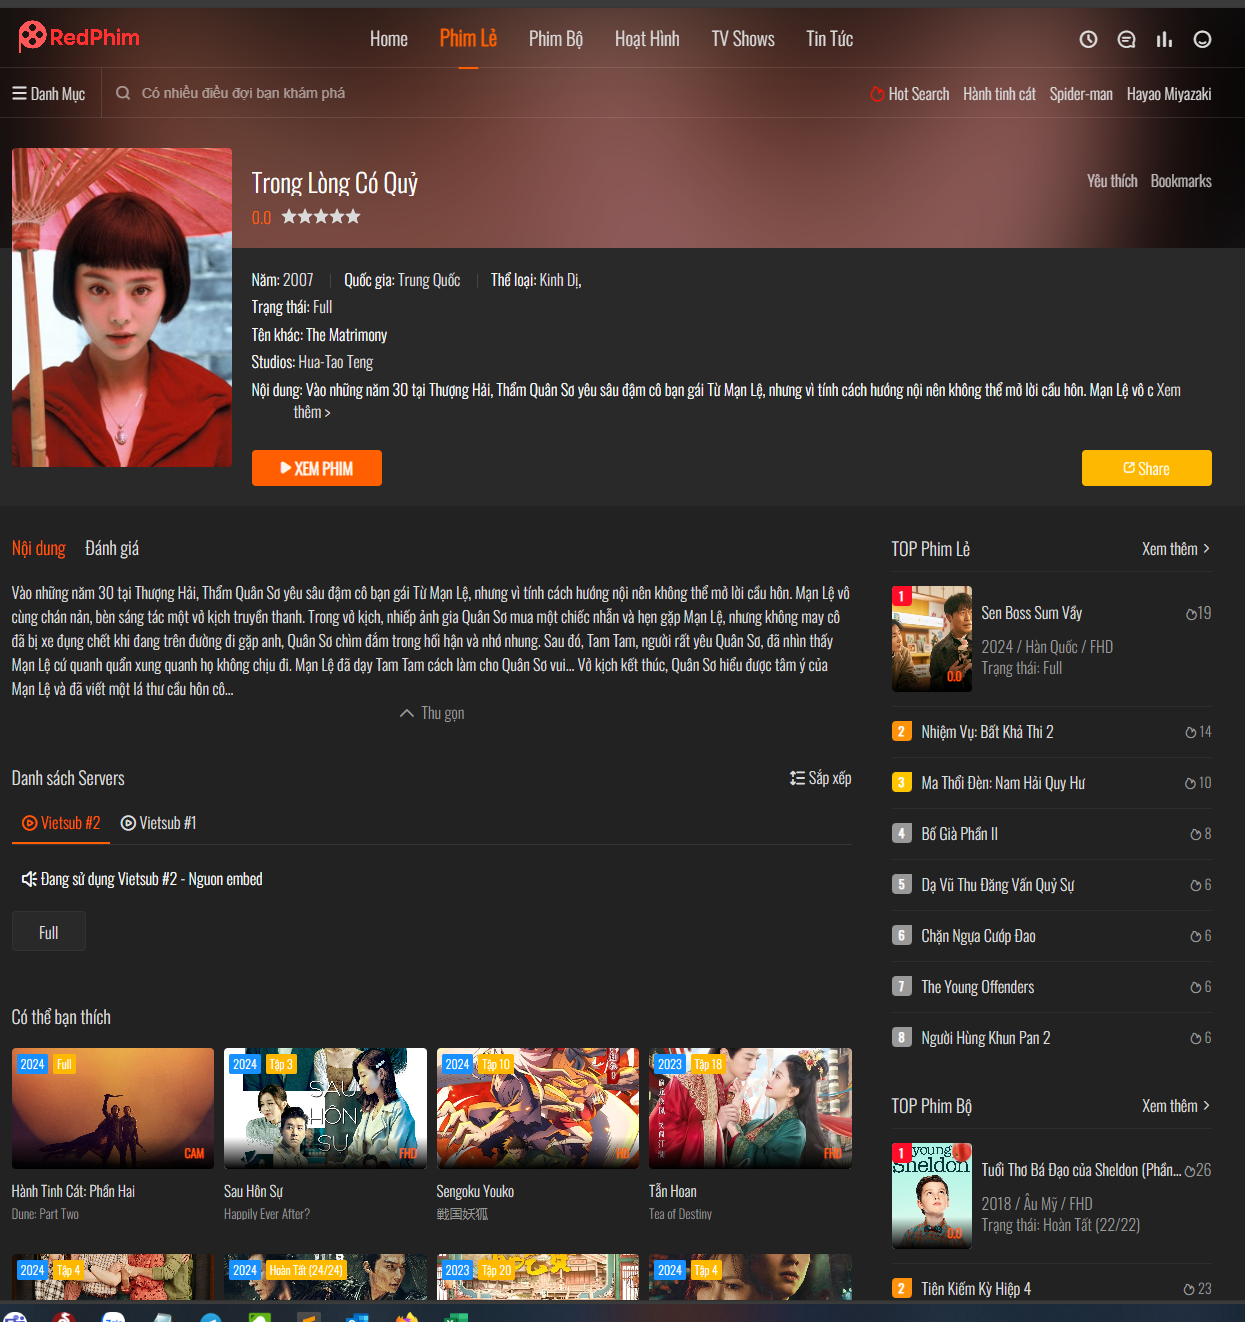 RedPhim
Home
Phim Lẻ
Phim Bộ
Hoạt Hình
TV Shows
Tin Tức
Danh Mục
Có nhiều điều đợi bạn khám phá
Hot Search
Hành tinh cát
Spider-man
Hayao Miyazaki
Trong Lòng Có Quỷ
Yêu thích
Bookmarks
0.0
Năm: 2007
Quốc gia: Trung Quốc
Thể loại: Kinh Dị,
Trạng thái: Full
Tên khác: The Matrimony
Studios: Hua-Tao Teng
Nội dung: Vào những năm 30 tại Thượng Hải, Thẩm Quân Sơ yêu sâu đậm cô bạn gái Từ Mạn Lệ, nhưng vì tính cách hướng nội nên không thể mở lời cầu hôn. Mạn Lệ vô c Xem
thêm >
XEM PHIM
Share
Nội dung
Đánh giá
Vào những năm 30 tại Thượng Hải, Thẩm Quân Sơ yêu sâu đậm cô bạn gái Từ Mạn Lệ, nhưng vì tính cách hướng nội nên không thể mở lời cầu hôn. Mạn Lệ vô
cùng chán nản, bèn sáng tác một vở kịch truyền thanh. Trong vở kịch, nhiếp ảnh gia Quân Sơ mua một chiếc nhẫn và hẹn gặp Mạn Lệ, nhưng không may cô
đã bị xe đụng chết khi đang trên đường đi gặp anh, Quân Sơ chìm đắm trong hối hận và nhớ nhung. Sau đó, Tam Tam, người rất yêu Quân Sơ, đã nhìn thấy
Mạn Lệ cứ quanh quẩn xung quanh họ không chịu đi. Mạn Lệ đã dạy Tam Tam cách làm cho Quân Sơ vui... Vở kịch kết thúc, Quân Sơ hiểu được tâm ý của
Mạn Lệ và đã viết một lá thư cầu hôn cô...
Thu gọn
Danh sách Servers
Sắp xếp
Vietsub #2
Vietsub #1
Đang sử dụng Vietsub #2 - Nguon embed
Full
Có thể bạn thích
2024 Full
CAM
Hành Tinh Cát: Phần Hai
Dune: Part Two
2024 Tập 3
SAU
HÔN
SỰ
FHD
Sau Hôn Sự
Happily Ever After?
2024 Tập 10
HD
Sengoku Youko
戦国妖狐
2023 Tập 18
FHD
Tẫn Hoan
Tea of Destiny
2024 Tập 4
2024 Hoàn Tất (24/24)
2023 Tập 20
2024 Tập 4
TOP Phim Lẻ
Xem thêm >
1
0.0
Sen Boss Sum Vầy
19
2024 / Hàn Quốc / FHD
Trạng thái: Full
2 Nhiệm Vụ: Bất Khả Thi 2 14
3 Ma Thổi Đèn: Nam Hải Quy Hư 10
4 Bố Già Phần II 8
5 Dạ Vũ Thu Đăng Vấn Quỷ Sự 6
6 Chặn Ngựa Cướp Đao 6
7 The Young Offenders 6
8 Người Hùng Khun Pan 2 6
TOP Phim Bộ
Xem thêm >
1
young
Sheldon
0.0
Tuổi Thơ Bá Đạo của Sheldon (Phần... 26
2018 / Âu Mỹ / FHD
Trạng thái: Hoàn Tất (22/22)
2 Tiên Kiếm Kỳ Hiệp 4 23